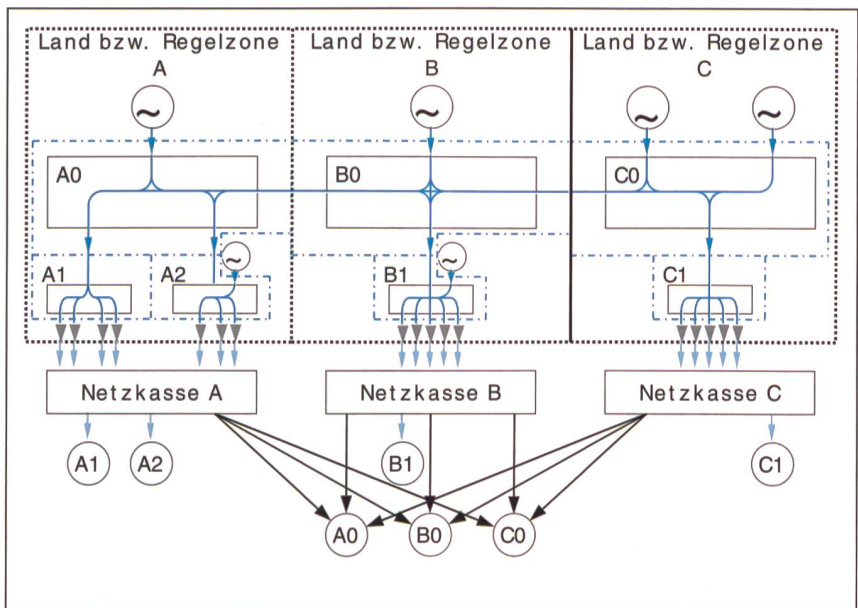 Land bzw. Regelzone
A
Land bzw. Regelzone
B
Land bzw. Regelzone
C
~
~
~
~
A0
B0
C0
~
~
A1
A2
B1
C1
Netzkasse A
Netzkasse B
Netzkasse C
A1
A2
B1
C1
A0
B0
C0